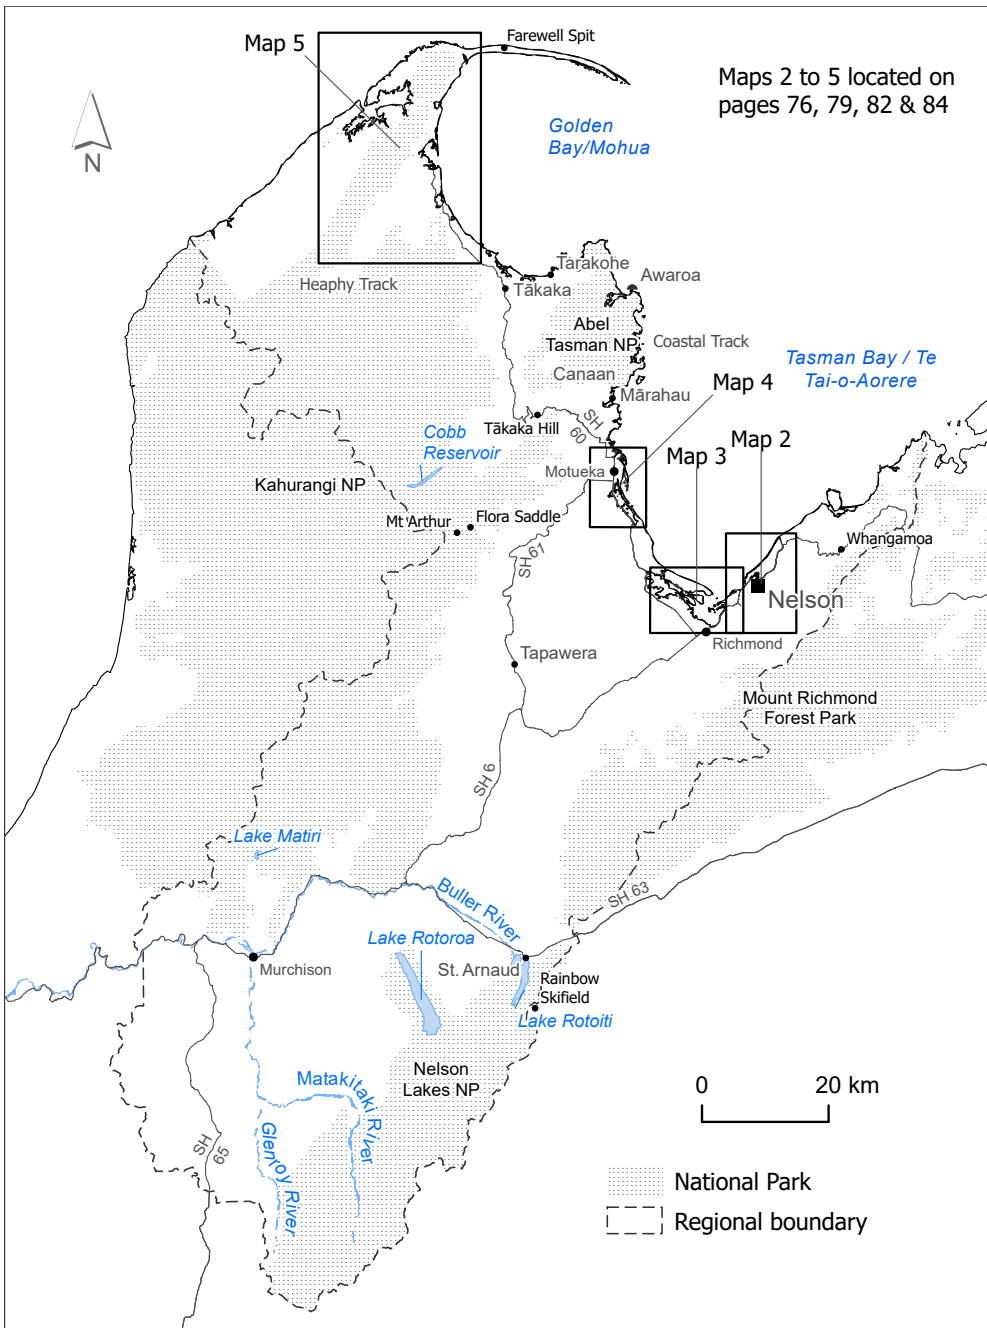 Farewell Spit
Map 5
Maps 2 to 5 located on
pages 76, 79, 82 & 84
N
Golden
Bay/Mohua
Tarakohe
Awaroa
Heaphy Track
Tākaka
Abel
Tasman NP
Coastal Track
Tasman Bay / Te
Tai-o-Aorere
Canaan
Map 4
Mārahau
SH
60
Tākaka Hill
Cobb
Reservoir
Map 2
Map 3
Motueka
Kahurangi NP
Mt Arthur
Flora Saddle
Whangamoa
SH 61
Nelson
Richmond
Tapawera
Mount Richmond
Forest Park
SH 6
Lake Matiri
Buller River
SH 63
Lake Rotoroa
St. Arnaud
Murchison
Rainbow
Skifield
Lake Rotoiti
Nelson
Lakes NP
Matakitaki River
0 20 km
Glenroy River
SH
65
National Park
Regional boundary